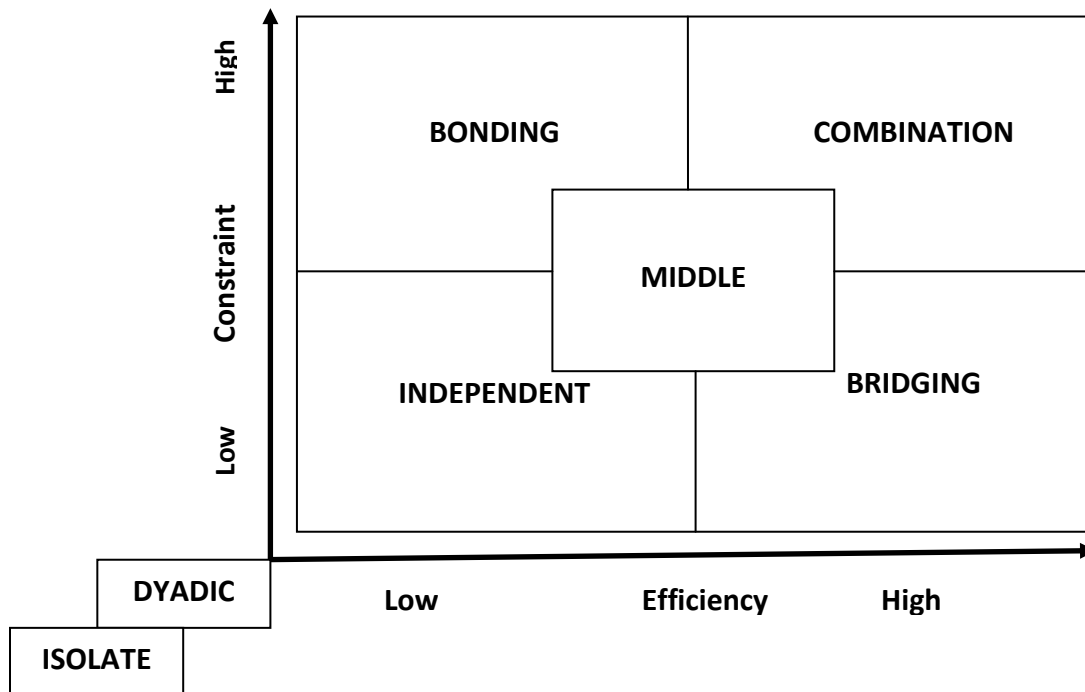 High
BONDING
COMBINATION
Constraint
MIDDLE
INDEPENDENT
BRIDGING
Low
DYADIC
Low
Efficiency
High
ISOLATE